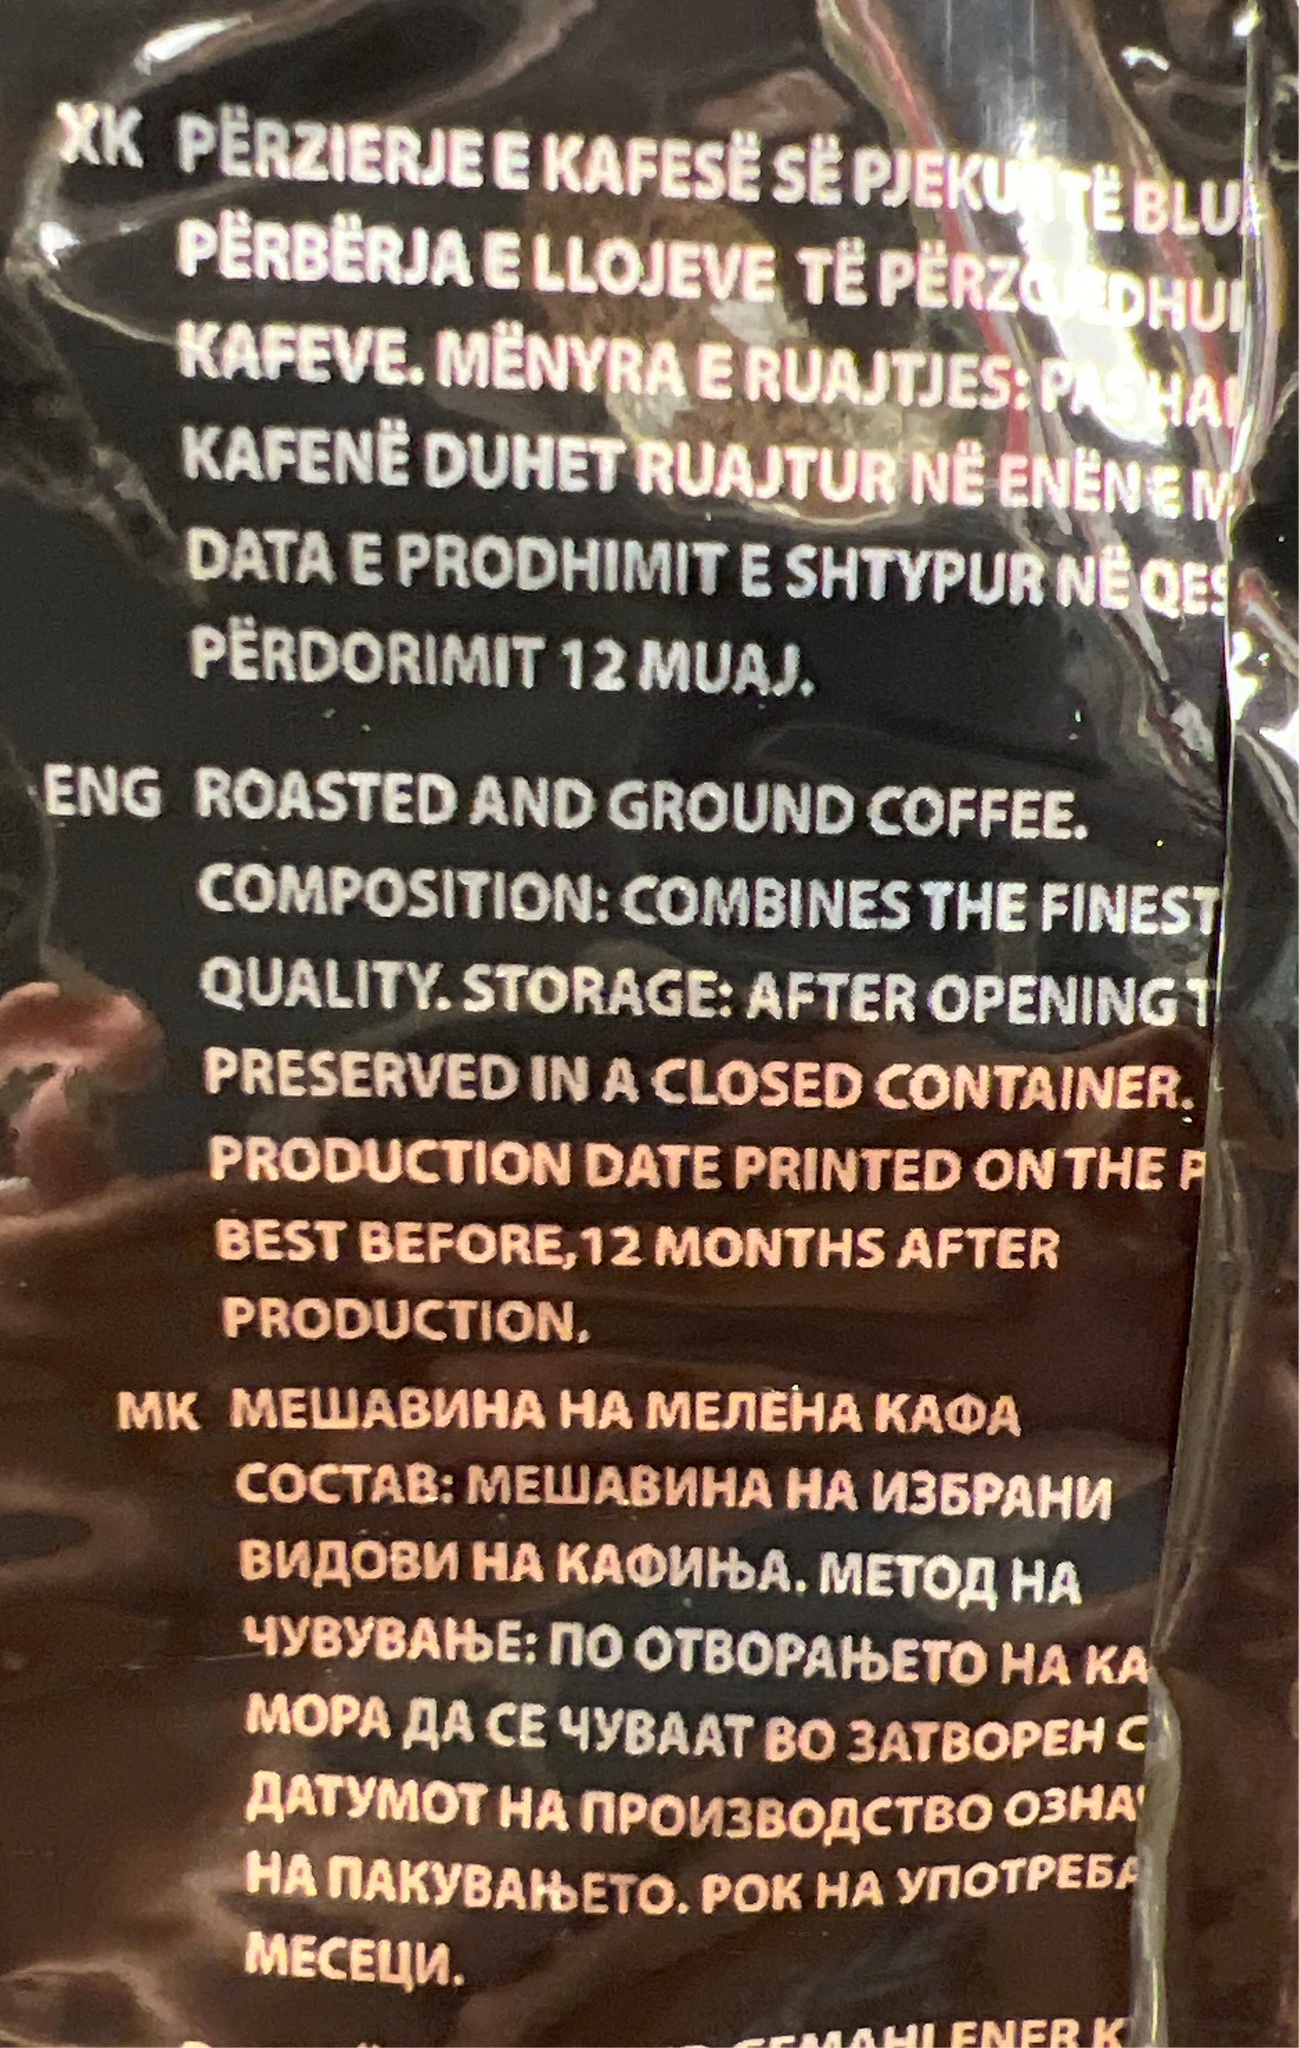 XK PËRZIERJE E KAFESË SË PJEKUR TË
PËRBËRJA E LLOJEVE TË
KAFEVE. MËNYRA E RUAJTJES: PAS
KAFENË DUHET RUAJTUR NË ENËN E
DATA E PRODHIMIT E SHTYPUR NË
PËRDORIMIT 12 MUAJ.
ENG ROASTED AND GROUND COFFEE.
COMPOSITION: COMBINES THE FINEST
QUALITY. STORAGE: AFTER OPENING
PRESERVED IN A CLOSED CONTAINER.
PRODUCTION DATE PRINTED ON THE
BEST BEFORE,12 MONTHS AFTER
PRODUCTION.
MK МЕШАВИНА НА МЕЛЕНА КАФА
СОСТАВ: МЕШАВИНА НА ИЗБРАНИ
ВИДОВИ НА КАФИЊА. МЕТОД НА
ЧУВУВАЊЕ: ПО ОТВОРАЊЕТО НА
МОРА ДА СЕ ЧУВААТ ВО ЗАТВОРЕН
ДАТУМОТ НА ПРОИЗВОДСТВО
НА ПАКУВАЊЕТО. РОК НА УПОТРЕБА
МЕСЕЦИ.